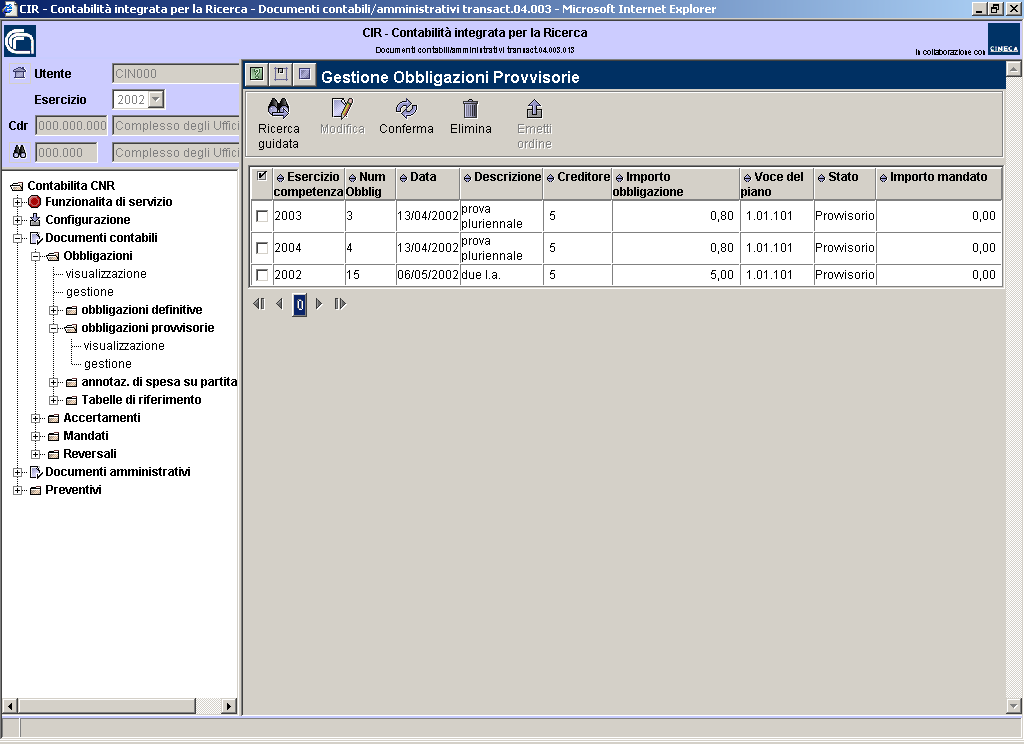 CIR - Contabilità integrata per la Ricerca - Documenti contabili/amministrativi transact.04.003 - Microsoft Internet Explorer
CIR - Contabilità integrata per la Ricerca
Documenti contabili/amministrativi transact.04.003.013
In collaborazione con CINECA
Utente CIN000
Esercizio 2002
Cdr 000.000.000 Complesso degli Uffici
000.000 Complesso degli Uffici
Contabilita CNR
Funzionalita di servizio
Configurazione
Documenti contabili
Obbligazioni
visualizzazione
gestione
obbligazioni definitive
obbligazioni provvisorie
visualizzazione
gestione
annotaz. di spesa su partita
Tabelle di riferimento
Accertamenti
Mandati
Reversali
Documenti amministrativi
Preventivi
Gestione Obbligazioni Provvisorie
Ricerca guidata Modifica Conferma Elimina Emetti ordine
Esercizio competenza Num Obblig Data Descrizione Creditore Importo obbligazione Voce del piano Stato Importo mandato
2003 3 13/04/2002 prova pluriennale 5 0,80 1.01.101 Provvisorio 0,00
2004 4 13/04/2002 prova pluriennale 5 0,80 1.01.101 Provvisorio 0,00
2002 15 06/05/2002 due I.a. 5 5,00 1.01.101 Provvisorio 0,00
0